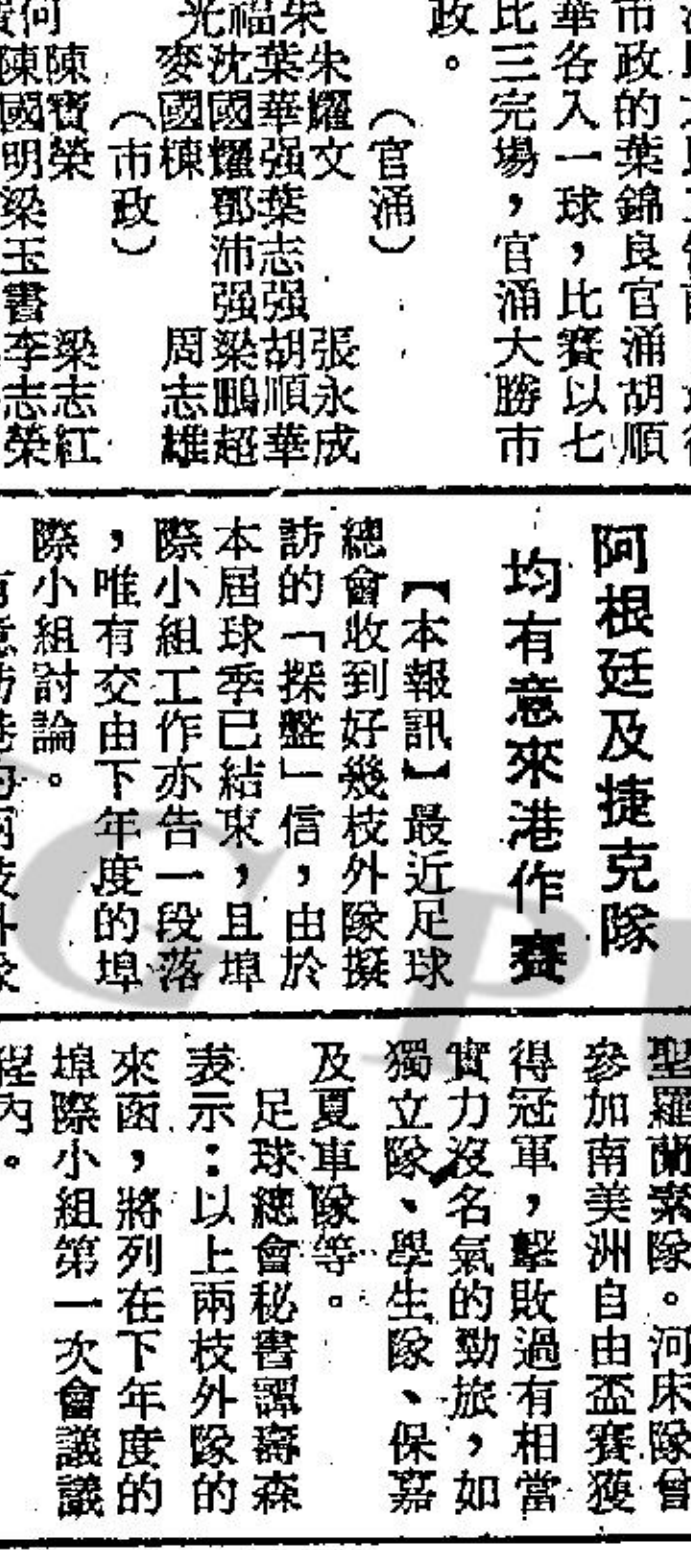 市政的葉錦良官涌胡順
華各入一球，比賽以七
比三完場，官涌大勝市
政。
（官涌）
朱耀文　張永成
朱葉華强葉志强胡順華
福沈國耀鄧沛强梁鵬超
光　麥國棟　周志雄
（市政）
陳寶榮　梁志紅
何陳國明梁玉書李志榮
阿根廷及捷克隊
均有意來港作賽
【本報訊】最近足球
總會收到好幾枝外隊擬
訪的「探盤」信，由於
本屆球季已結束，且埠
際小組工作亦告一段落
，唯有交由下年度的埠
際小組討論。
聖羅蘭素隊。河床隊曾
參加南美洲自由盃賽獲
得冠軍，擊敗過有相當
實力沒名氣的勁旅，如
獨立隊、學生隊、保嘉
及夏車隊等。
足球總會秘書譚壽森
表示：以上兩枝外隊的
來函，將列在下年度的
埠際小組第一次會議議
程內。